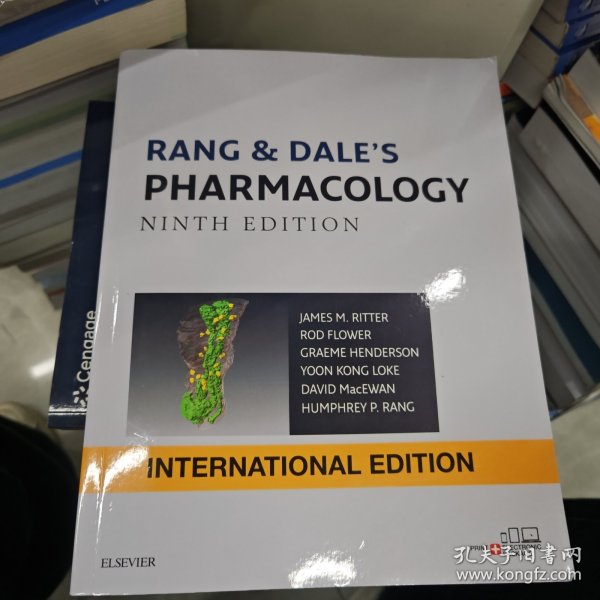 RANG & DALE'S
PHARMACOLOGY
NINTH EDITION
JAMES M. RITTER
ROD FLOWER
GRAEME HENDERSON
YOON KONG LOKE
DAVID MacEWAN
HUMPHREY P. RANG
INTERNATIONAL EDITION
ELSEVIER
PRINT
Cengage
孔夫子旧书网
www.kongfz.com